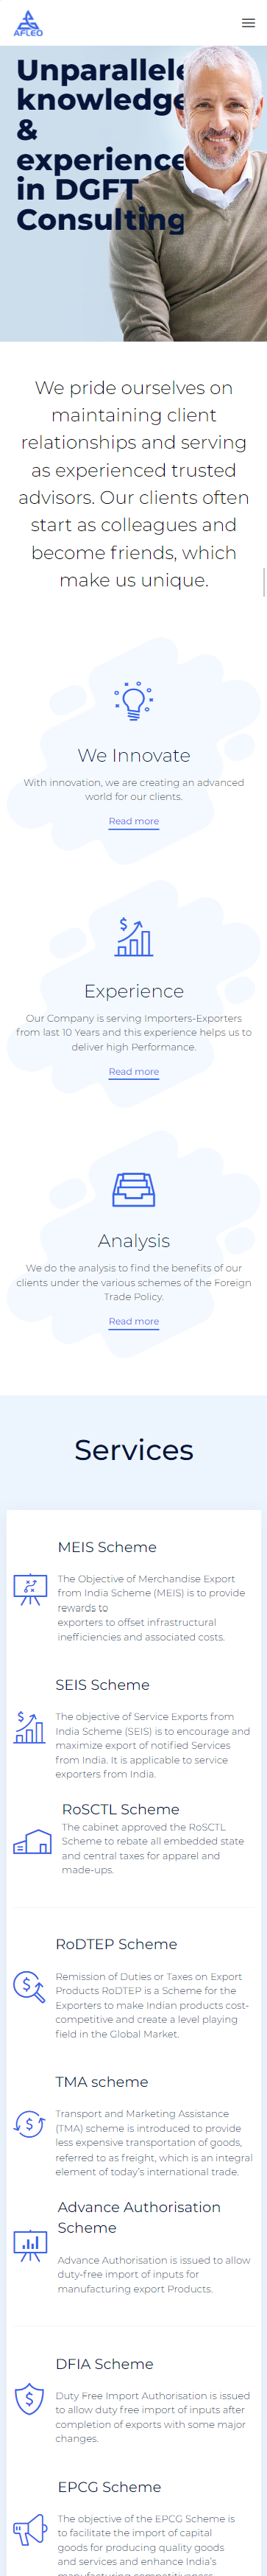 AFLEO
Unparallele
knowledge
&
experience
in DGFT
Consulting
We pride ourselves on
maintaining client
relationships and serving
as experienced trusted
advisors. Our clients often
start as colleagues and
become friends, which
make us unique.
We Innovate
With innovation, we are creating an advanced
world for our clients.
Read more
Experience
Our Company is serving Importers-Exporters
from last 10 Years and this experience helps us to
deliver high Performance.
Read more
Analysis
We do the analysis to find the benefits of our
clients under the various schemes of the Foreign
Trade Policy.
Read more
Services
MEIS Scheme
The Objective of Merchandise Export
from India Scheme (MEIS) is to provide
rewards to
exporters to offset infrastructural
inefficiencies and associated costs.
SEIS Scheme
The objective of Service Exports from
India Scheme (SEIS) is to encourage and
maximize export of notified Services
from India. It is applicable to service
exporters from India.
RoSCTL Scheme
The cabinet approved the RoSCTL
Scheme to rebate all embedded state
and central taxes for apparel and
made-ups.
RoDTEP Scheme
Remission of Duties or Taxes on Export
Products RoDTEP is a Scheme for the
Exporters to make Indian products cost-
competitive and create a level playing
field in the Global Market.
TMA scheme
Transport and Marketing Assistance
(TMA) scheme is introduced to provide
less expensive transportation of goods,
referred to as freight, which is an integral
element of today's international trade.
Advance Authorisation
Scheme
Advance Authorisation is issued to allow
duty-free import of inputs for
manufacturing export Products.
DFIA Scheme
Duty Free Import Authorisation is issued
to allow duty free import of inputs after
completion of exports with some major
changes.
EPCG Scheme
The objective of the EPCG Scheme is
to facilitate the import of capital
goods for producing quality goods
and services and enhance India's
manufacturing competitiveness.